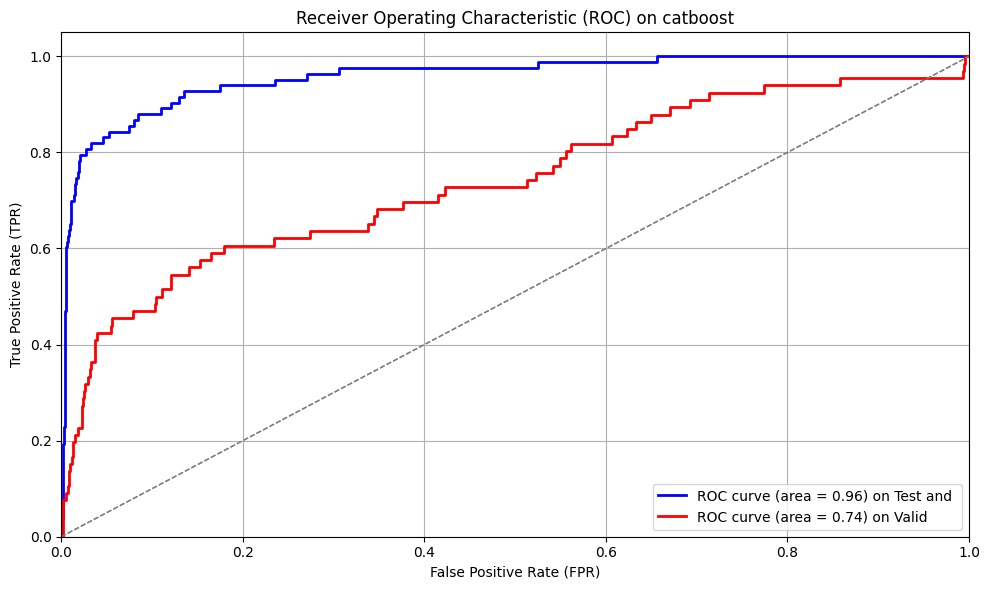 Receiver Operating Characteristic (ROC) on catboost
1.0
0.8
0.6
0.4
0.2
0.0
True Positive Rate (TPR)
ROC curve (area = 0.96) on Test and
ROC curve (area = 0.74) on Valid
0.0 0.2 0.4 0.6 0.8 1.0
False Positive Rate (FPR)